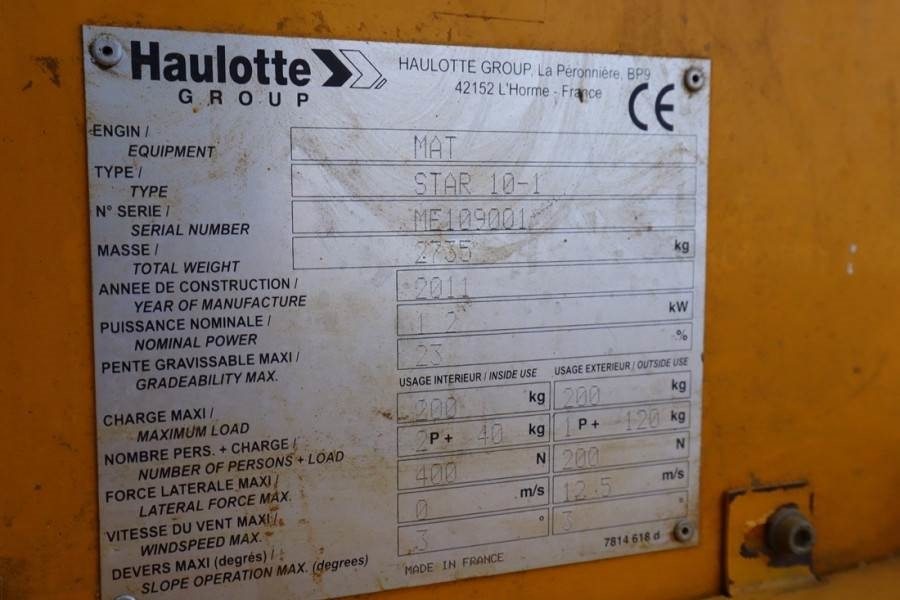 Haulotte
GROUP
HAULOTTE GROUP, La Péronnière, BP9
42152 L'Horme - France
CE
ENGIN /
EQUIPMENT
MAT
TYPE /
TYPE
STAR 10-1
N° SERIE /
SERIAL NUMBER
ME109001
MASSE /
TOTAL WEIGHT
2735 kg
ANNEE DE CONSTRUCTION /
YEAR OF MANUFACTURE
2011
PUISSANCE NOMINALE /
NOMINAL POWER
1 2 kW
PENTE GRAVISSABLE MAXI /
GRADEABILITY MAX.
23 %
USAGE INTERIEUR / INSIDE USE USAGE EXTERIEUR / OUTSIDE USE
CHARGE MAXI /
MAXIMUM LOAD
200 kg 200 kg
NOMBRE PERS. + CHARGE /
NUMBER OF PERSONS + LOAD
2 P + 40 kg 1 P + 120 kg
FORCE LATERALE MAXI /
LATERAL FORCE MAX.
400 N 200 N
VITESSE DU VENT MAXI /
WINDSPEED MAX.
0 m/s 12.5 m/s
DEVERS MAXI (degrés) /
SLOPE OPERATION MAX. (degrees)
3 ° 3 °
MADE IN FRANCE
7814 618 d